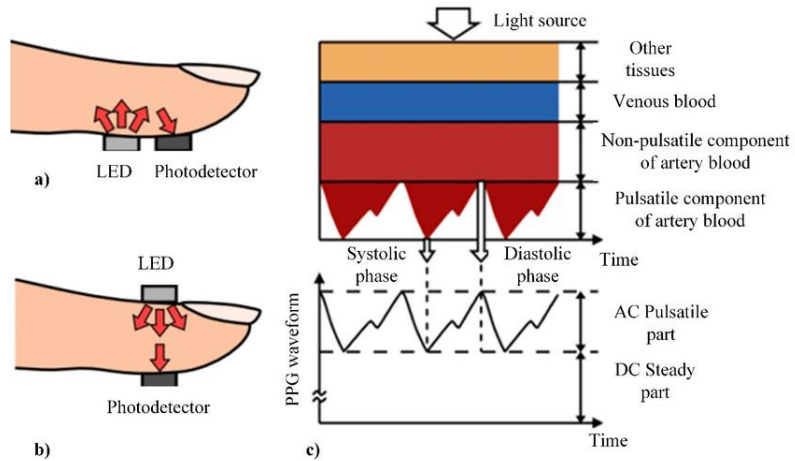 LED Photodetector
a)
LED
Photodetector
b)
Light source
Other
tissues
Venous blood
Non-pulsatile component
of artery blood
Pulsatile component
of artery blood
Time
Systolic
phase
Diastolic
phase
PPG waveform
AC Pulsatile
part
DC Steady
part
Time
c)